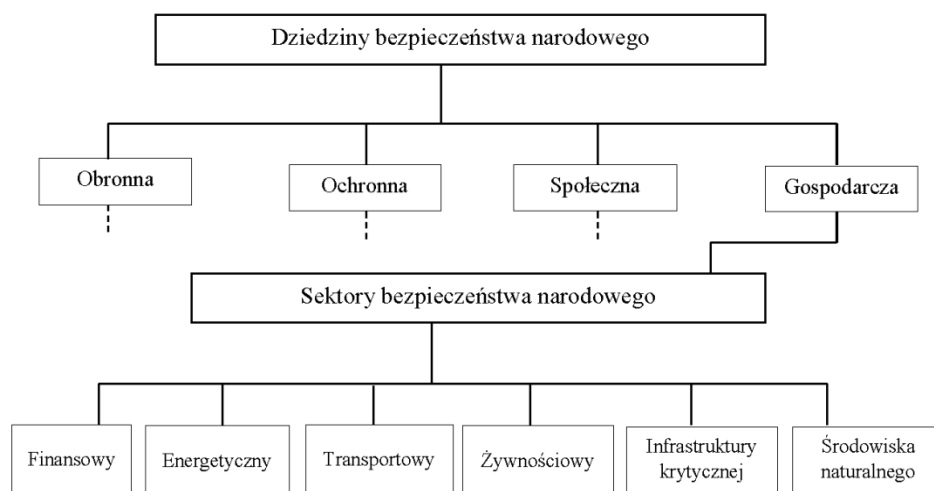 Dziedziny bezpieczeństwa narodowego
Obronna
Ochronna
Społeczna
Gospodarcza
Sektory bezpieczeństwa narodowego
Finansowy
Energetyczny
Transportowy
Żywnościowy
Infrastruktury
krytycznej
Środowiska
naturalnego